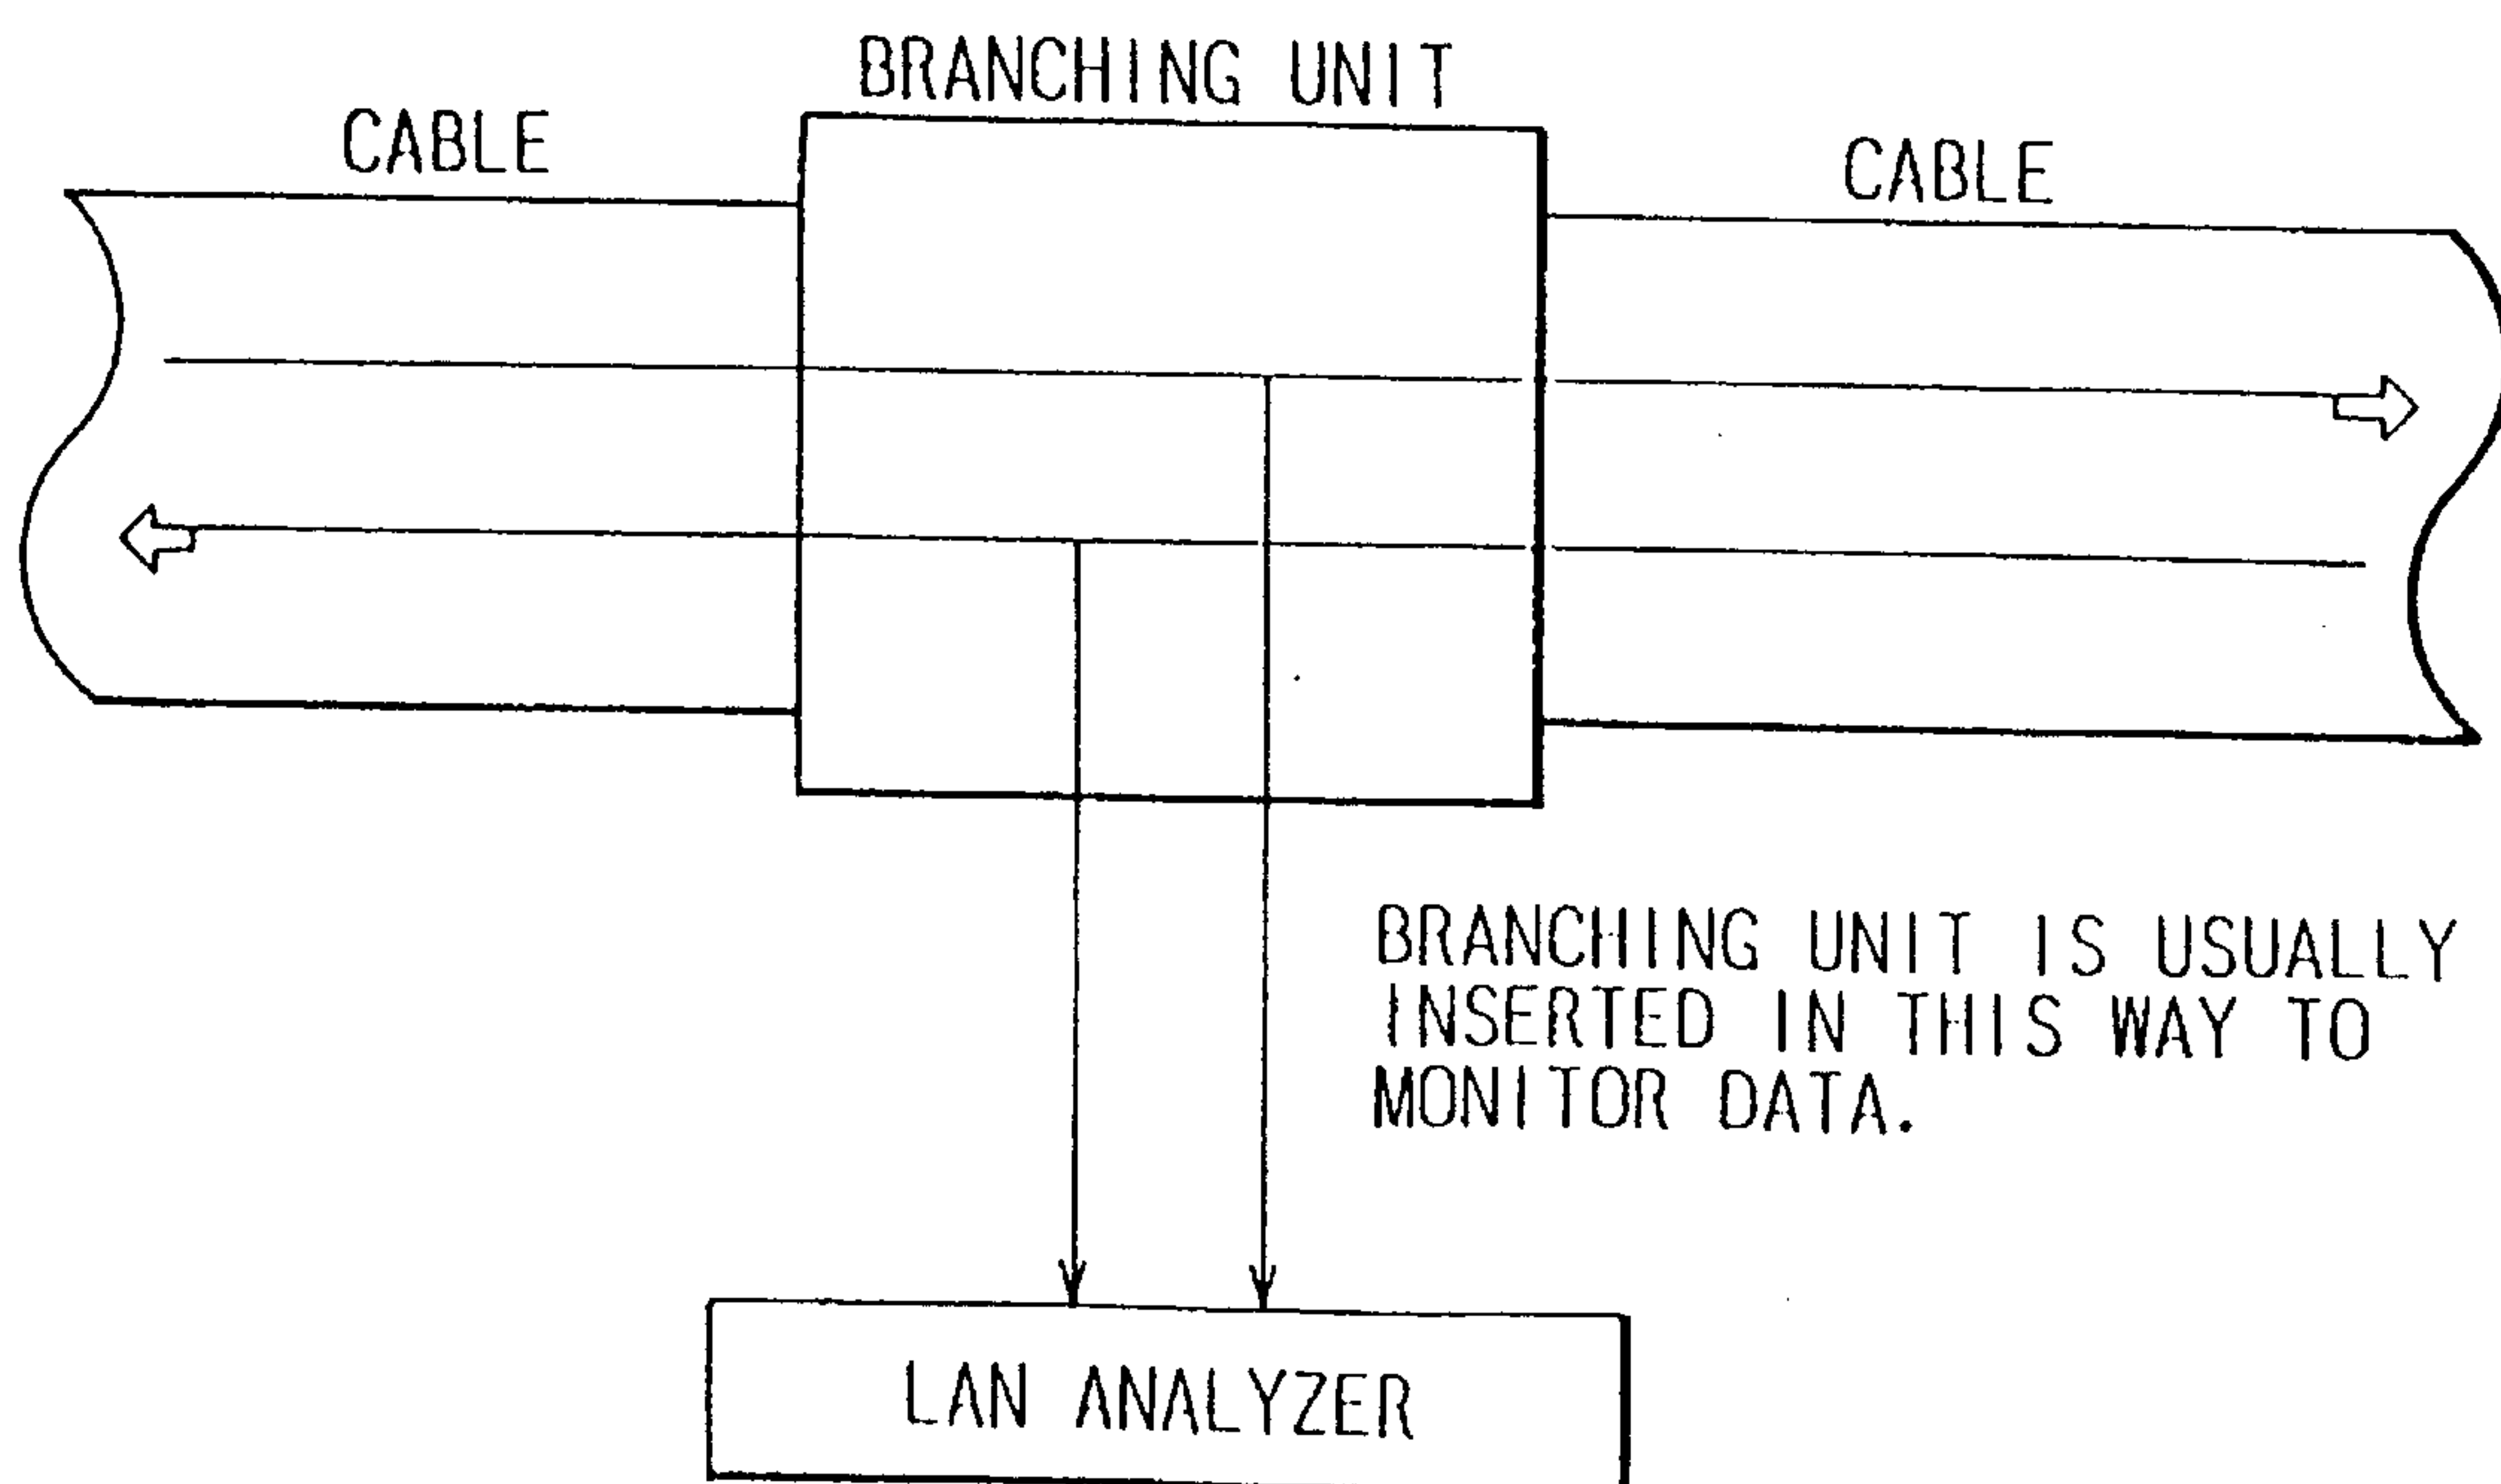 BRANCHING UNIT
CABLE
CABLE
BRANCHING UNIT IS USUALLY
INSERTED IN THIS WAY TO
MONITOR DATA.
LAN ANALYZER